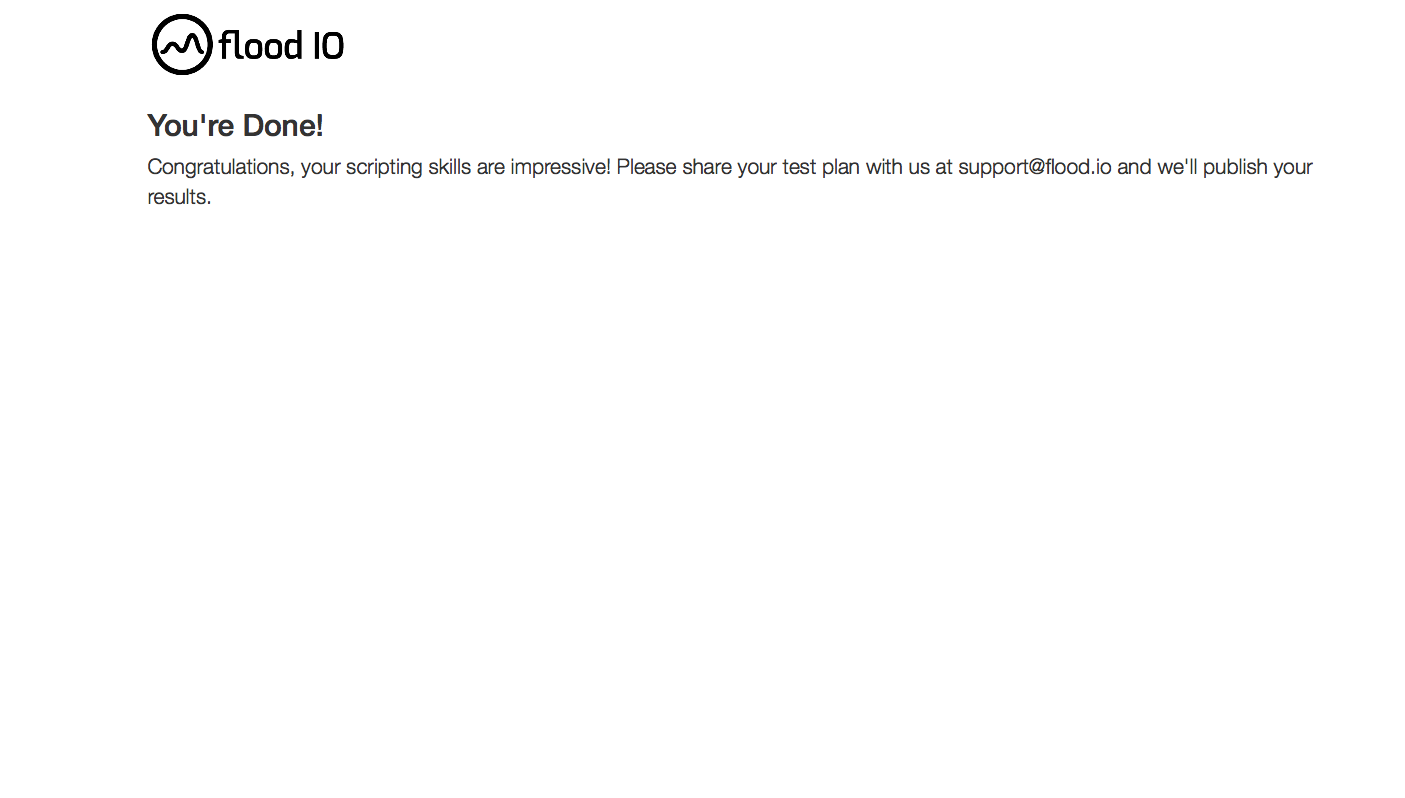 flood IO
You're Done!
Congratulations, your scripting skills are impressive! Please share your test plan with us at support@flood.io and we'll publish your
results.